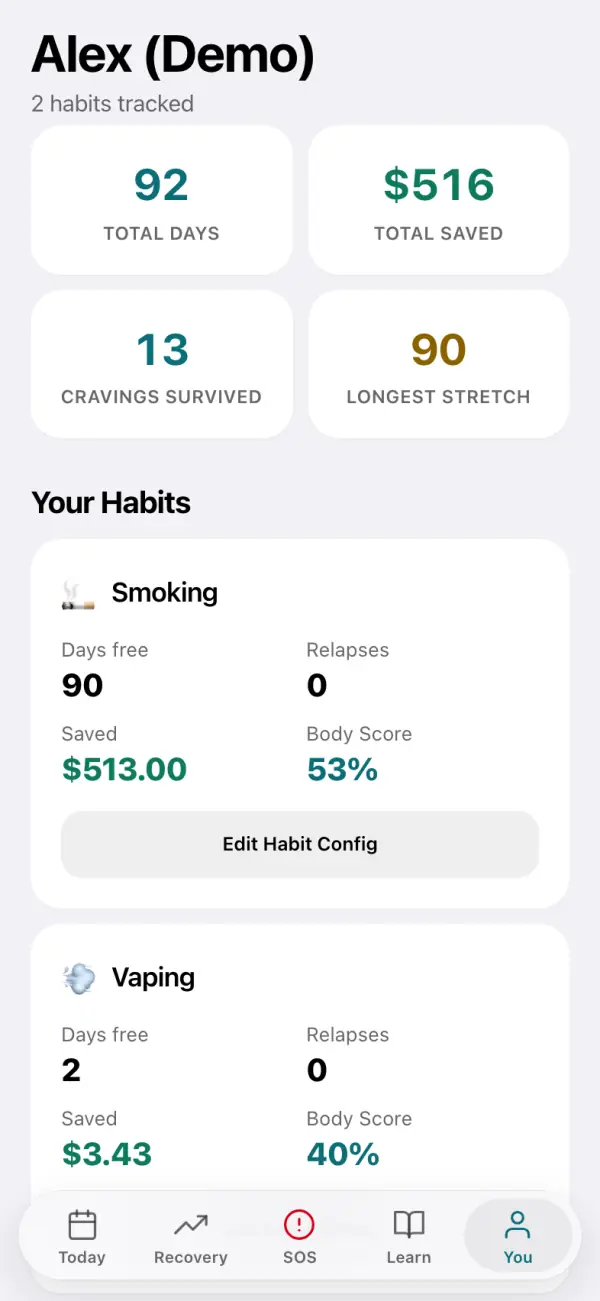 Alex (Demo)
2 habits tracked
92
TOTAL DAYS
$516
TOTAL SAVED
13
CRAVINGS SURVIVED
90
LONGEST STRETCH
Your Habits
Smoking
Days free
Relapses
90
0
Saved
Body Score
$513.00
53%
Edit Habit Config
Vaping
Days free
Relapses
2
0
Saved
Body Score
$3.43
40%
Today
Recovery
SOS
Learn
You